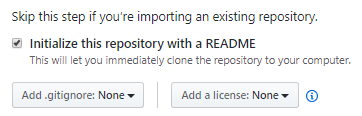 Skip this step if you're importing an existing repository.
Initialize this repository with a README
This will let you immediately clone the repository to your computer.
Add .gitignore: None Add a license: None